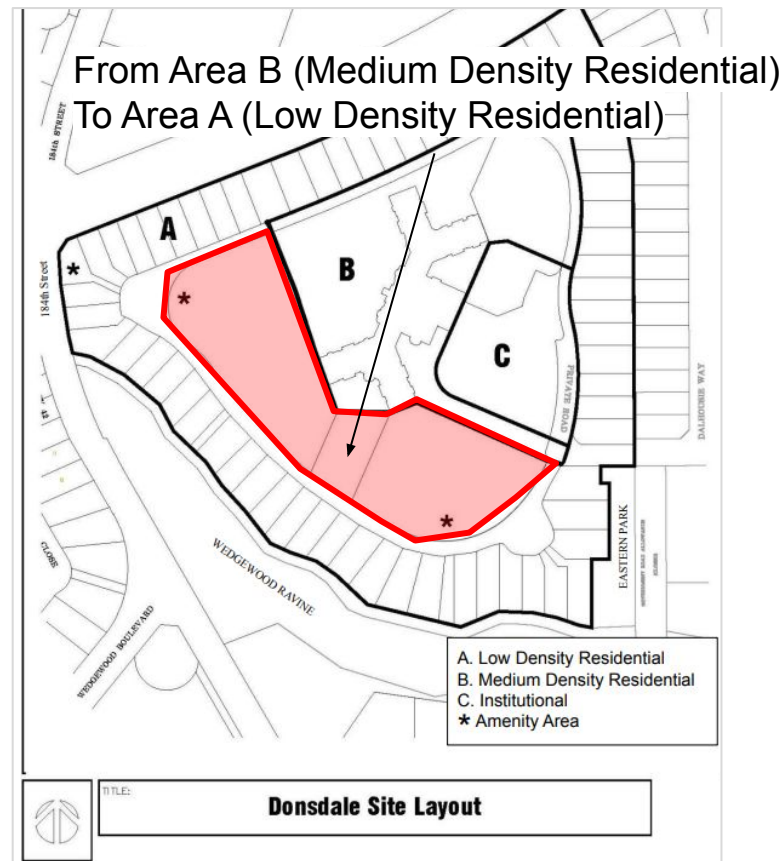 From Area B (Medium Density Residential)
To Area A (Low Density Residential)
184th STREET
A
*
184th Street
*
B
C
PRIVATE ROAD
DALHOUSIE WAY
*
EASTERN PARK
WEDGEWOOD RAVINE
CLOSE
WEDGEWOOD BOULEVARD
A. Low Density Residential
B. Medium Density Residential
C. Institutional
* Amenity Area
TITLE:
Donsdale Site Layout